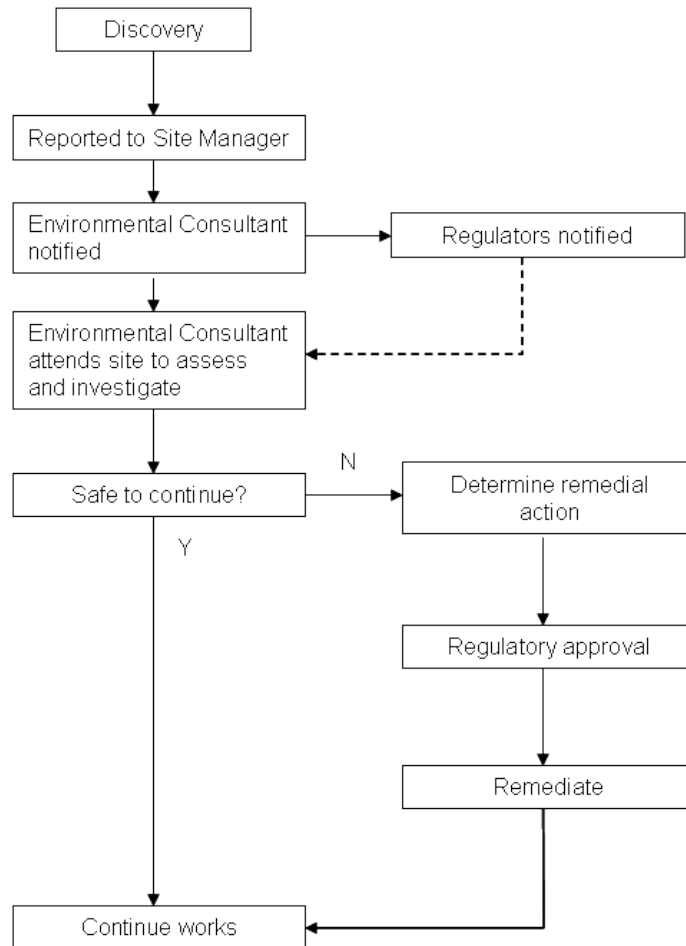 Discovery
Reported to Site Manager
Environmental Consultant
notified
Regulators notified
Environmental Consultant
attends site to assess
and investigate
Safe to continue?
N
Determine remedial
action
Y
Regulatory approval
Remediate
Continue works